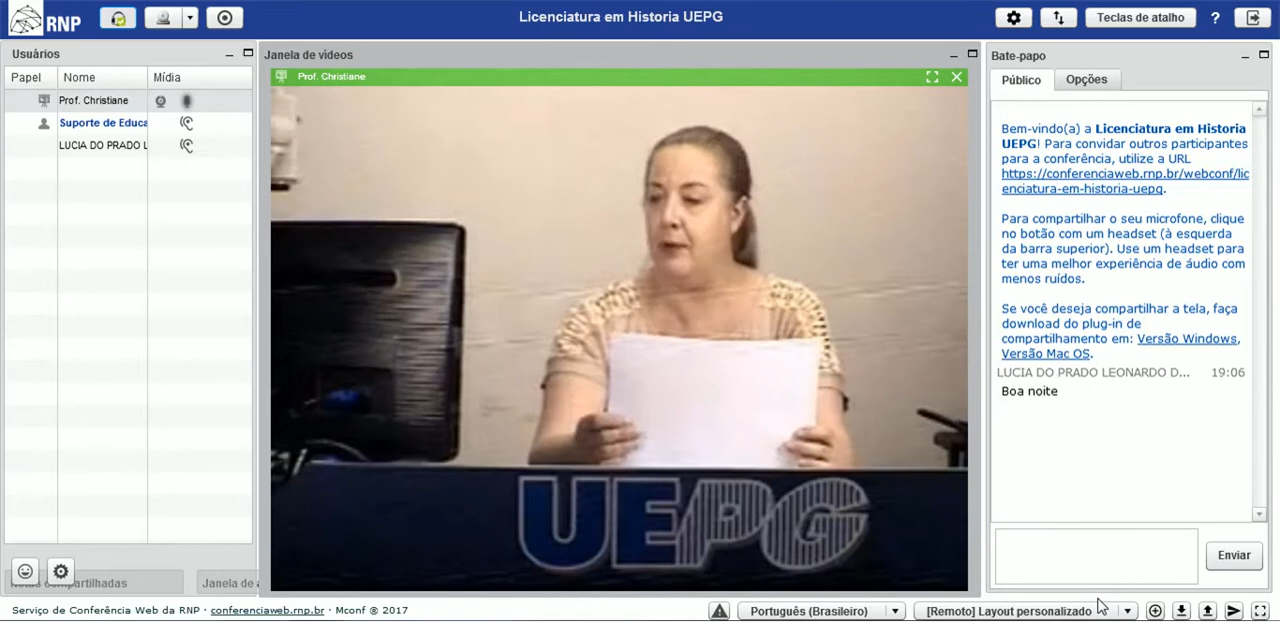 RNP
Licenciatura em Historia UEPG
Teclas de atalho
?
Usuários
Papel Nome Mídia
Prof. Christiane
Suporte de Educa
LUCIA DO PRADO L
Janela de vídeos
Prof. Christiane
UEPG
Bate-papo
Público Opções
Bem-vindo(a) a Licenciatura em Historia
UEPG! Para convidar outros participantes
para a conferência, utilize a URL
https://conferenciaweb.rnp.br/webconf/lic
enciatura-em-historia-uepg.
Para compartilhar o seu microfone, clique
no botão com um headset (à esquerda
da barra superior). Use um headset para
ter uma melhor experiência de áudio com
menos ruídos.
Se você deseja compartilhar a tela, faça
download do plug-in de
compartilhamento em: Versão Windows,
Versão Mac OS.
LUCIA DO PRADO LEONARDO D... 19:06
Boa noite
Enviar
compartilhadas
Janela de
Serviço de Conferência Web da RNP · conferenciaweb.rnp.br · Mconf ® 2017
Português (Brasileiro)
[Remoto] Layout personalizado